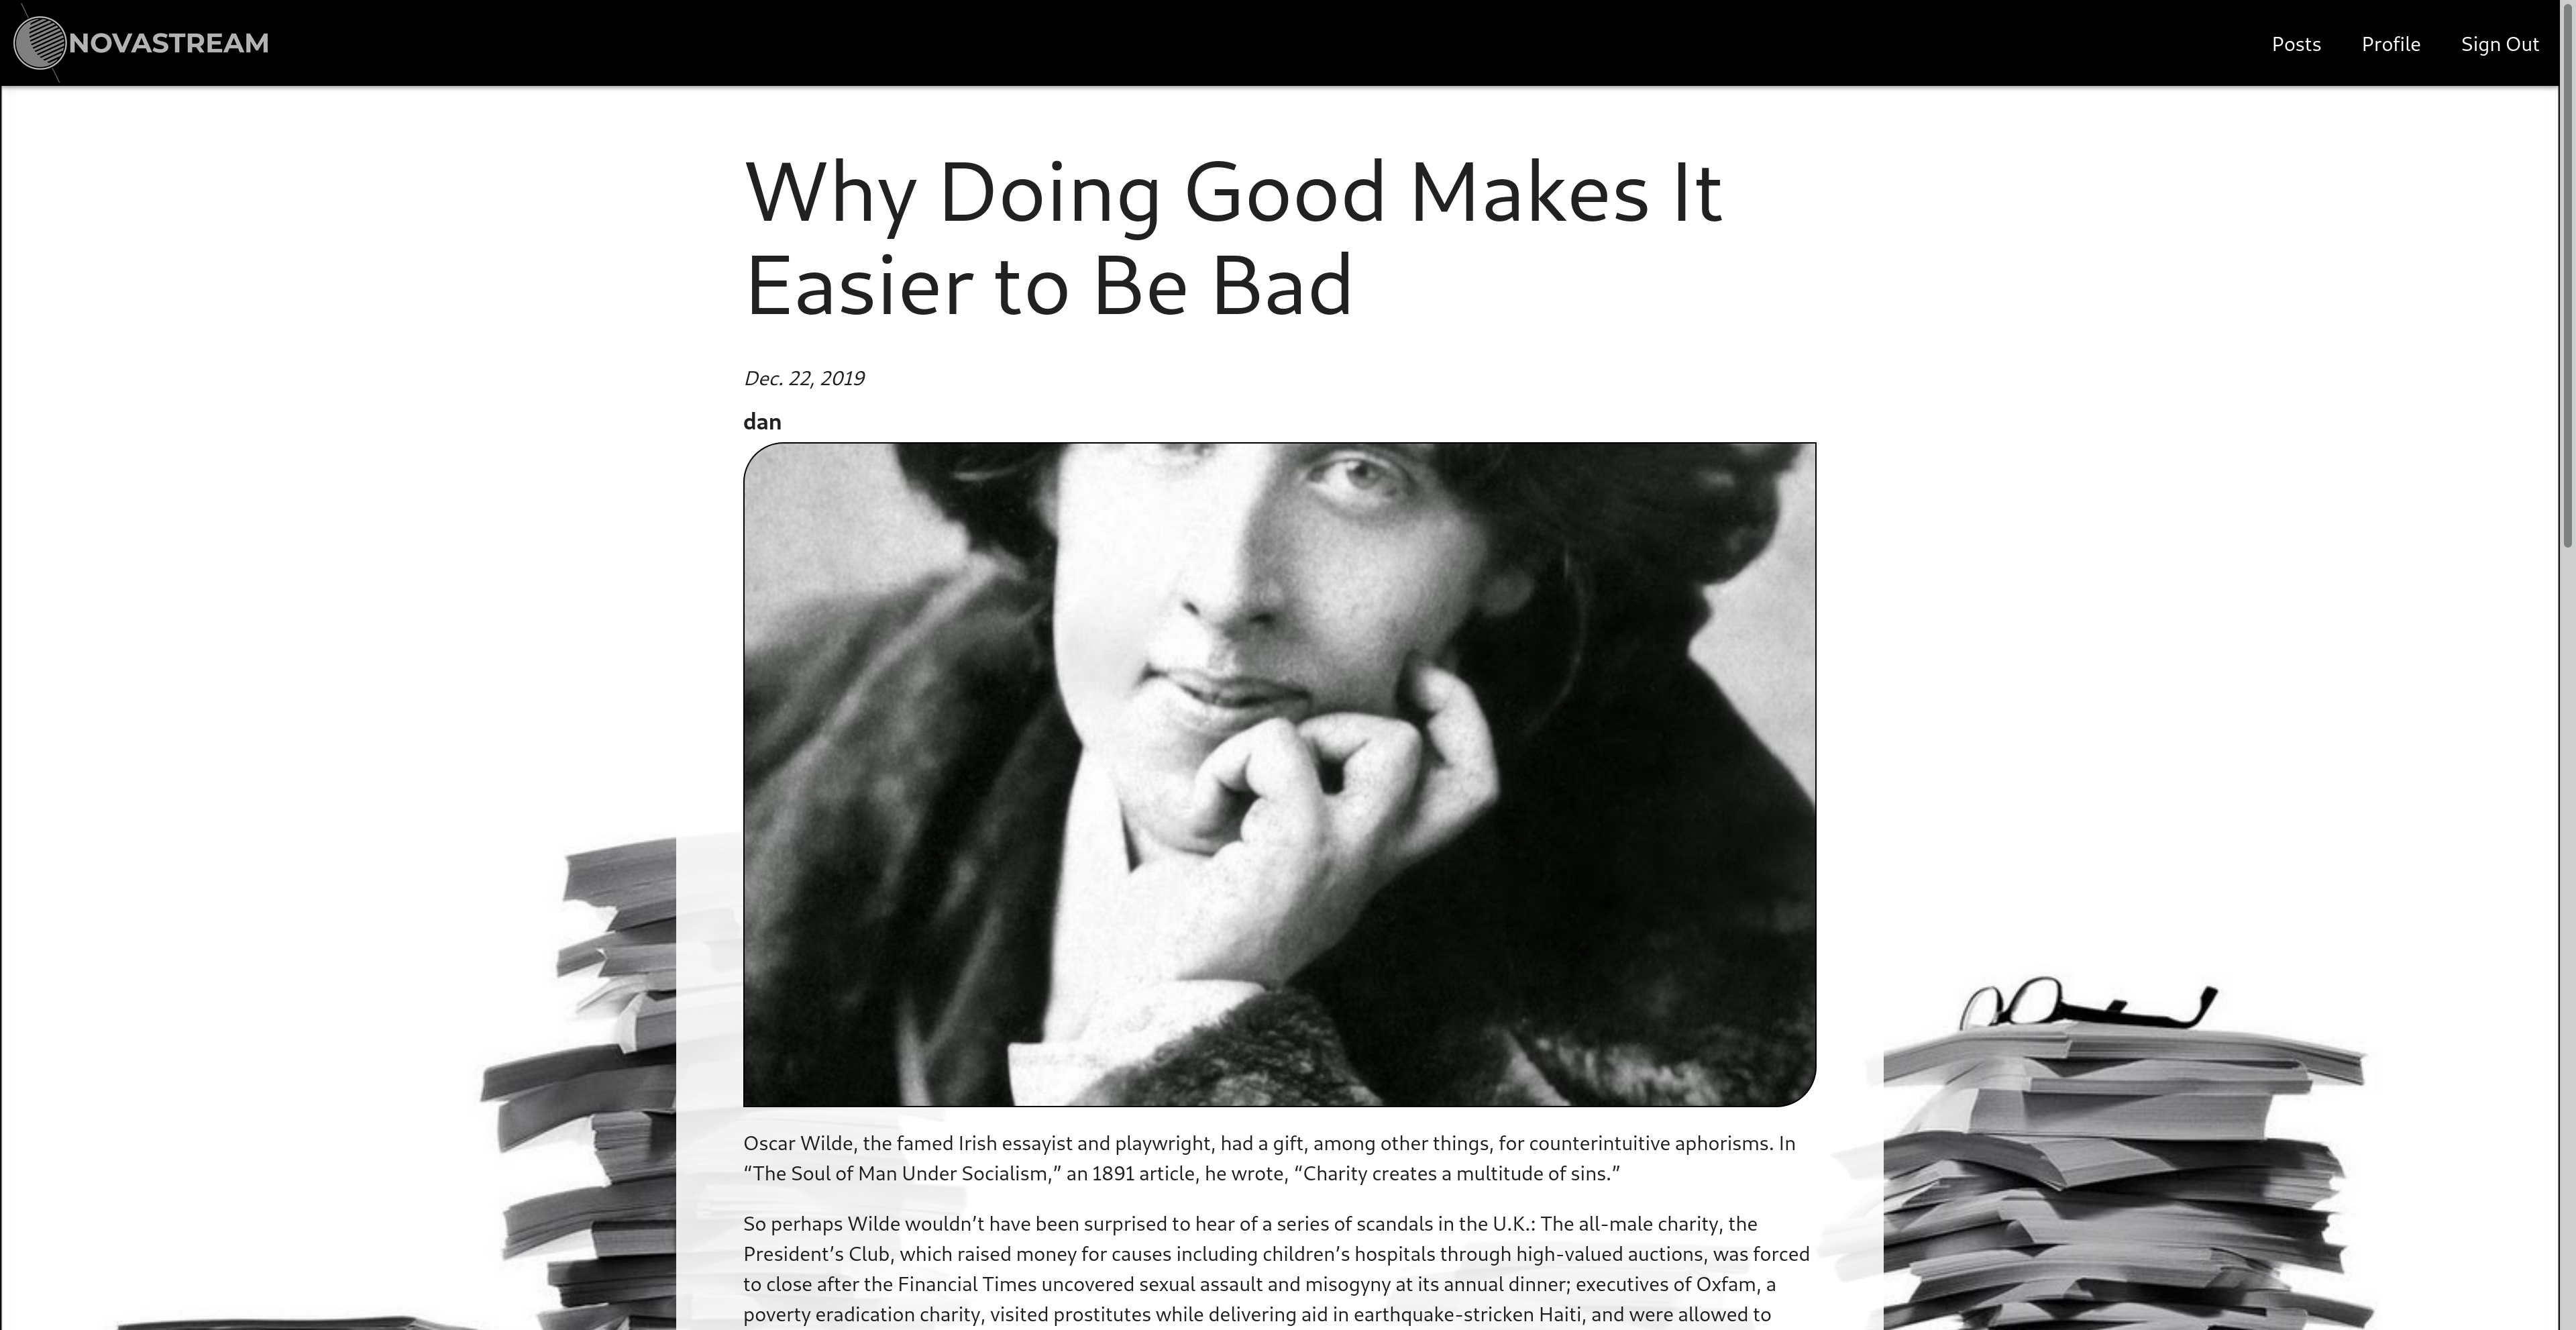 NOVASTREAM
Posts Profile Sign Out
Why Doing Good Makes It
Easier to Be Bad
Dec. 22, 2019
dan
Oscar Wilde, the famed Irish essayist and playwright, had a gift, among other things, for counterintuitive aphorisms. In
“The Soul of Man Under Socialism,” an 1891 article, he wrote, “Charity creates a multitude of sins.”
So perhaps Wilde wouldn’t have been surprised to hear of a series of scandals in the U.K.: The all-male charity, the
President’s Club, which raised money for causes including children’s hospitals through high-valued auctions, was forced
to close after the Financial Times uncovered sexual assault and misogyny at its annual dinner; executives of Oxfam, a
poverty eradication charity, visited prostitutes while delivering aid in earthquake-stricken Haiti, and were allowed to